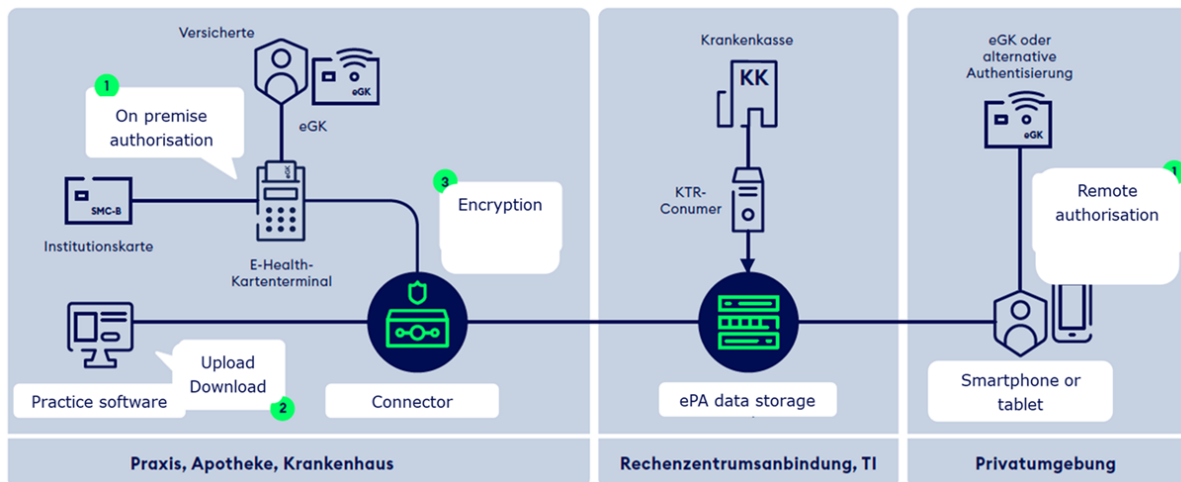 Versicherte
eGK
eGK
1
On premise
authorisation
eGK
SMC-B
Institutionskarte
E-Health-
Kartenterminal
3
Encryption
Upload
Download
2
Practice software
Connector
Praxis, Apotheke, Krankenhaus
Krankenkasse
KK
KTR-
Conumer
ePA data storage
Rechenzentrumsanbindung, TI
eGK oder
alternative
Authentisierung
eGK
1
Remote
authorisation
Smartphone or
tablet
Privatumgebung